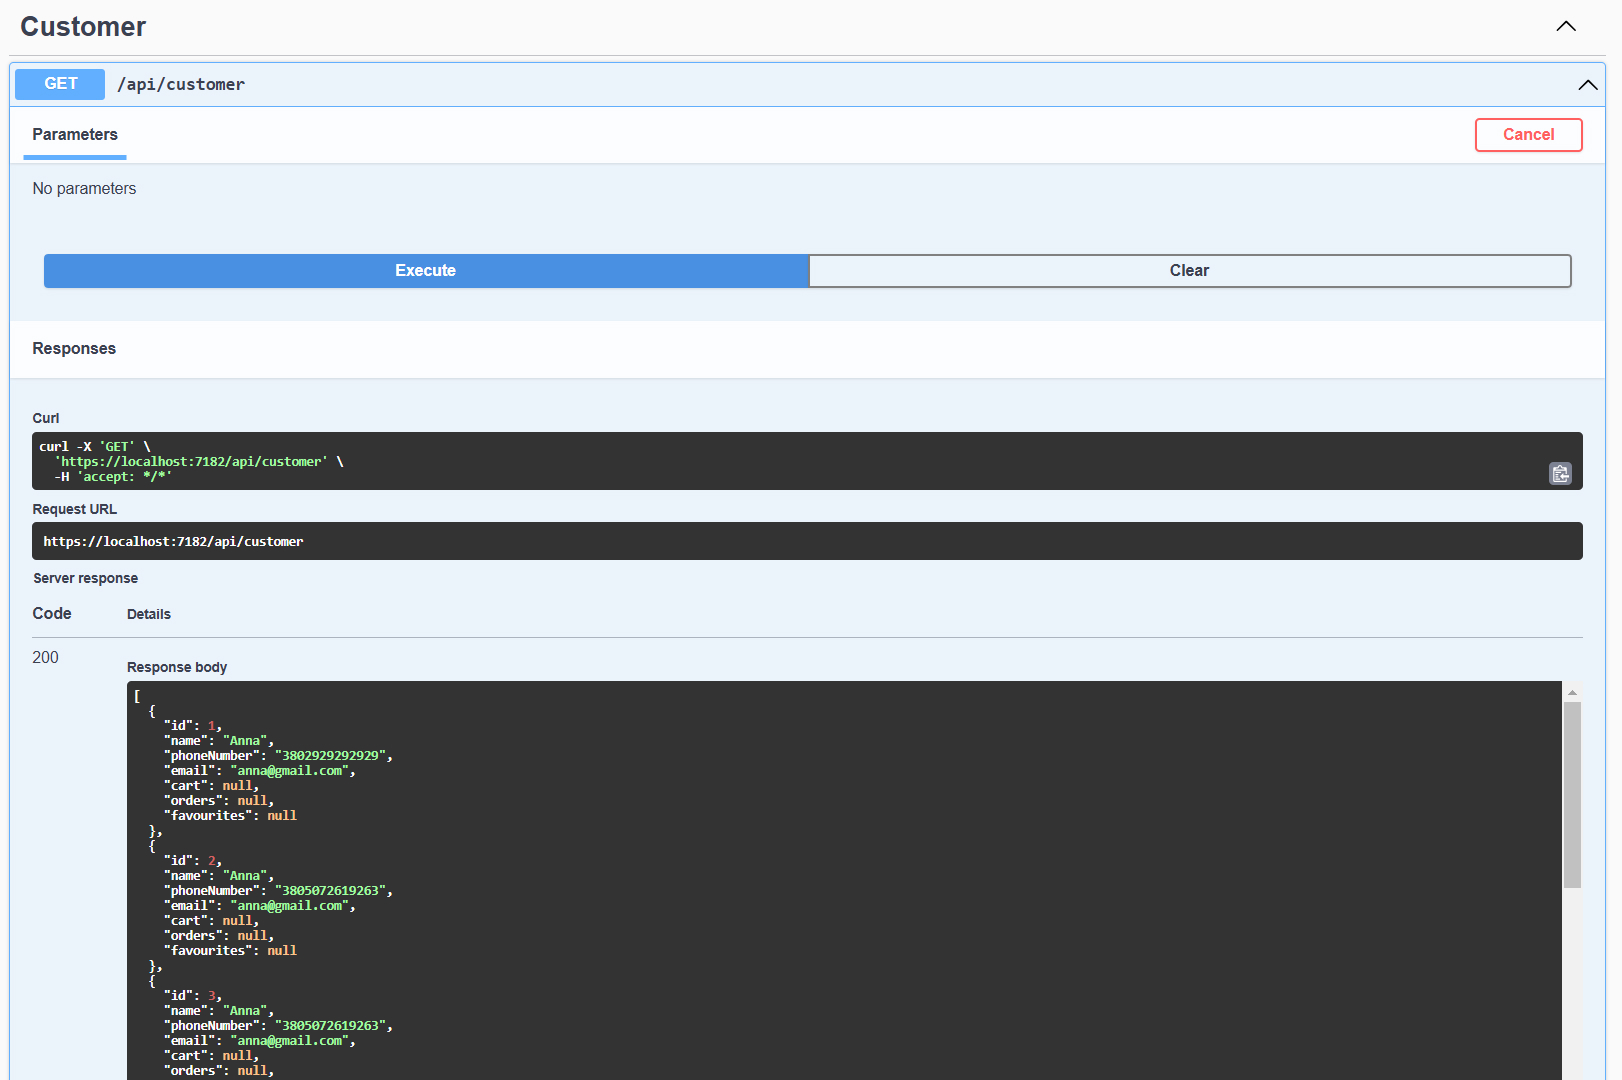 Customer
GET /api/customer
Parameters
Cancel
No parameters
Execute
Clear
Responses
Curl
curl -X 'GET' \
  'https://localhost:7182/api/customer' \
  -H 'accept: */*'
Request URL
https://localhost:7182/api/customer
Server response
Code Details
200
Response body
[
  {
    "id": 1,
    "name": "Anna",
    "phoneNumber": "3802929292929",
    "email": "anna@gmail.com",
    "cart": null,
    "orders": null,
    "favourites": null
  },
  {
    "id": 2,
    "name": "Anna",
    "phoneNumber": "3805072619263",
    "email": "anna@gmail.com",
    "cart": null,
    "orders": null,
    "favourites": null
  },
  {
    "id": 3,
    "name": "Anna",
    "phoneNumber": "3805072619263",
    "email": "anna@gmail.com",
    "cart": null,
    "orders": null,